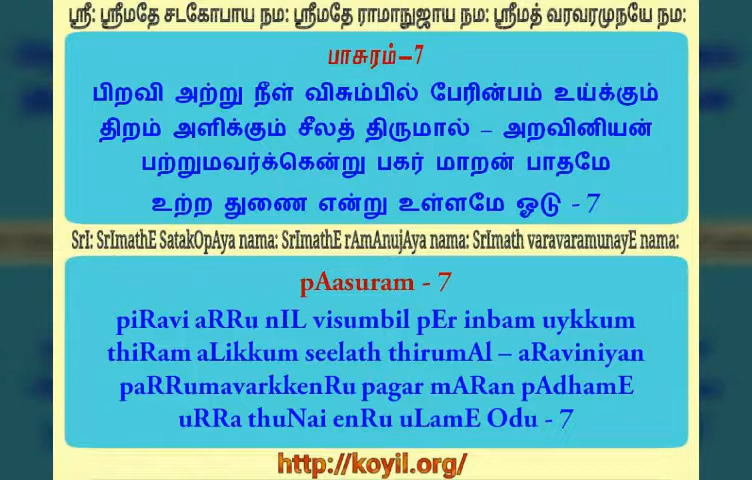 ஸ்ரீ: ஸ்ரீமதே சடகோபாய நம: ஸ்ரீமதே ராமாநுஜாய நம: ஸ்ரீமத் வரவரமுநயே நம:
பாசுரம்–7
பிறவி அற்று நீள் விசும்பில் பேரின்பம் உய்க்கும்
திறம் அளிக்கும் சீலத் திருமால் – அறவினியன்
பற்றுமவர்க்கென்று பகர் மாறன் பாதமே
உற்ற துணை என்று உள்ளமே ஓடு - 7
SrI: SrImathE SatakOpAya nama: SrImathE rAmAnujAya nama: SrImath varavaramunayE nama:
pAasuram - 7
piRavi aRRu nIL visumbil pEr inbam uykkum
thiRam aLikkum seelath thirumAl – aRaviniyan
paRRumavarkkenRu pagar mARan pAdhamE
uRRa thuNai enRu uLamE Odu - 7
http://koyil.org/